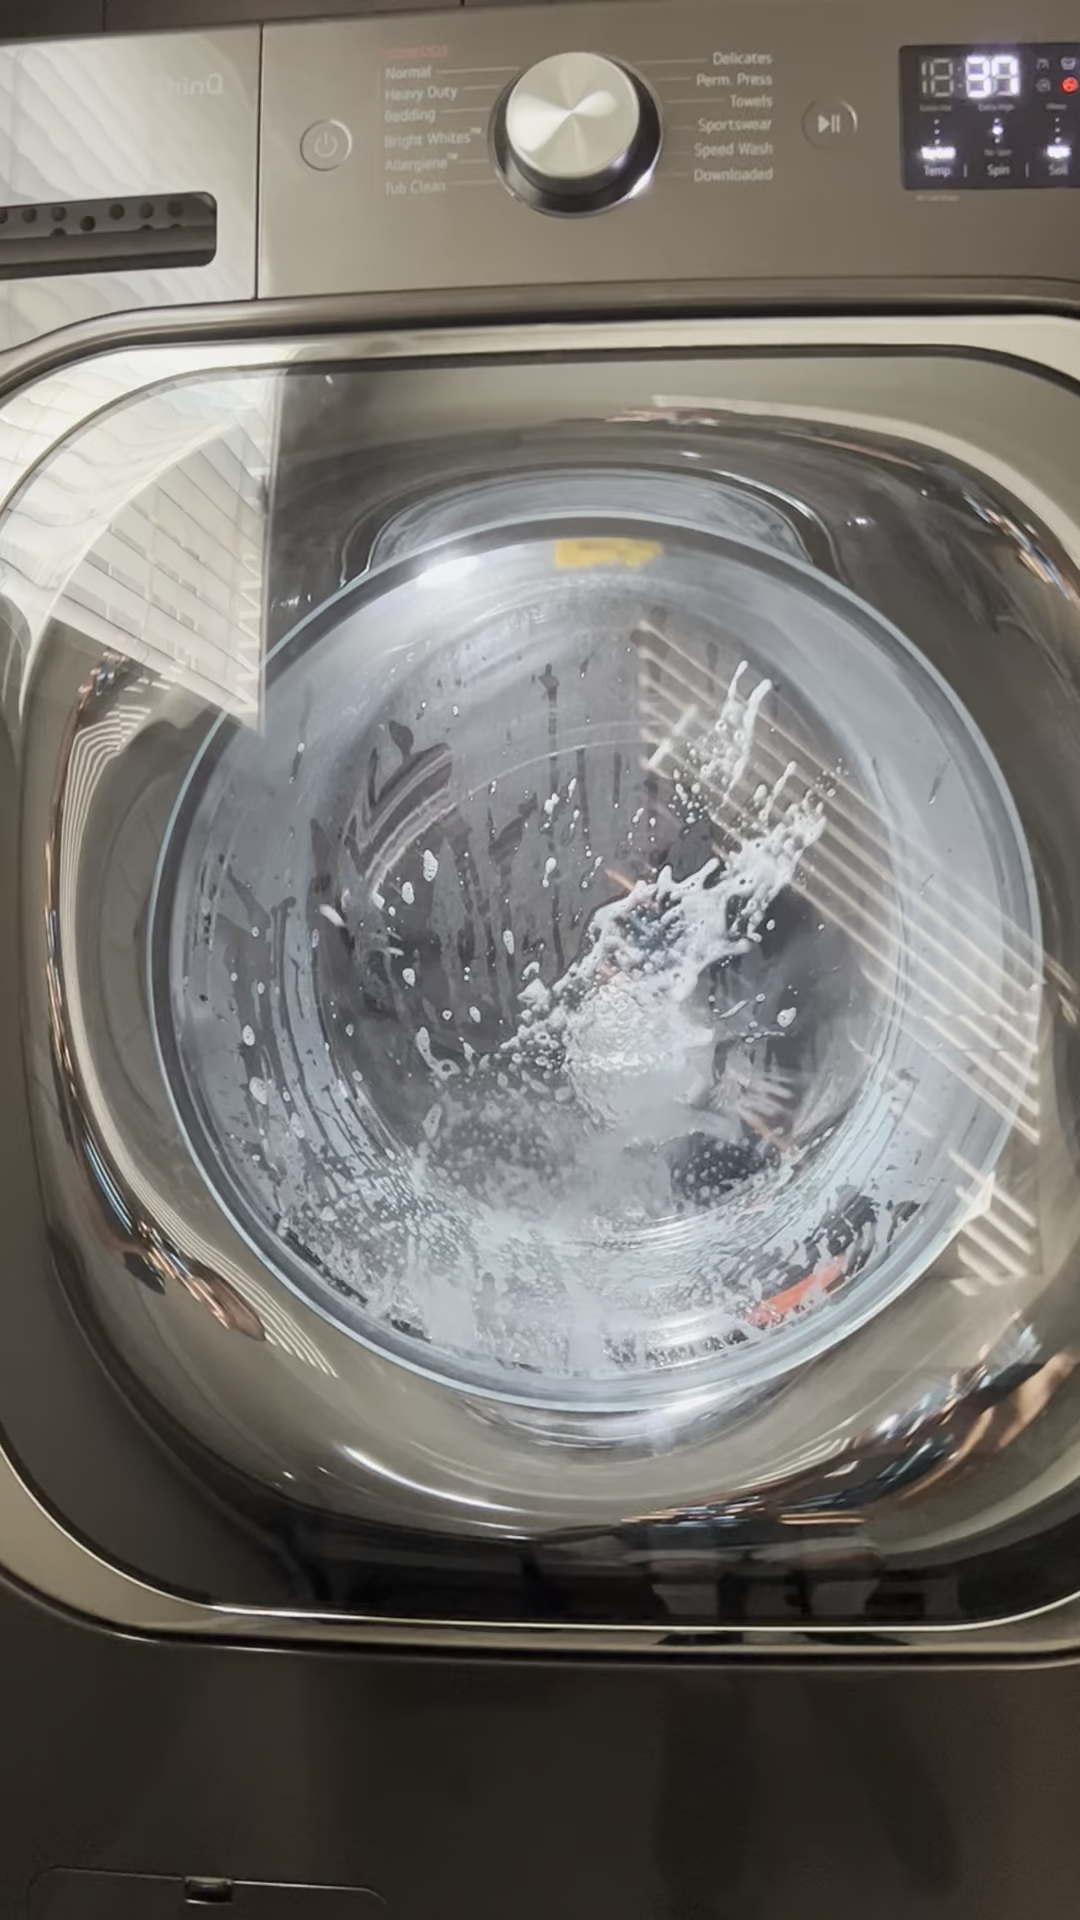 Normal
Heavy Duty
Bedding
Bright Whites™
Allergiene™
Tub Clean
Delicates
Perm. Press
Towels
Sportswear
Speed Wash
Downloaded
Temp. | Spin | Soil